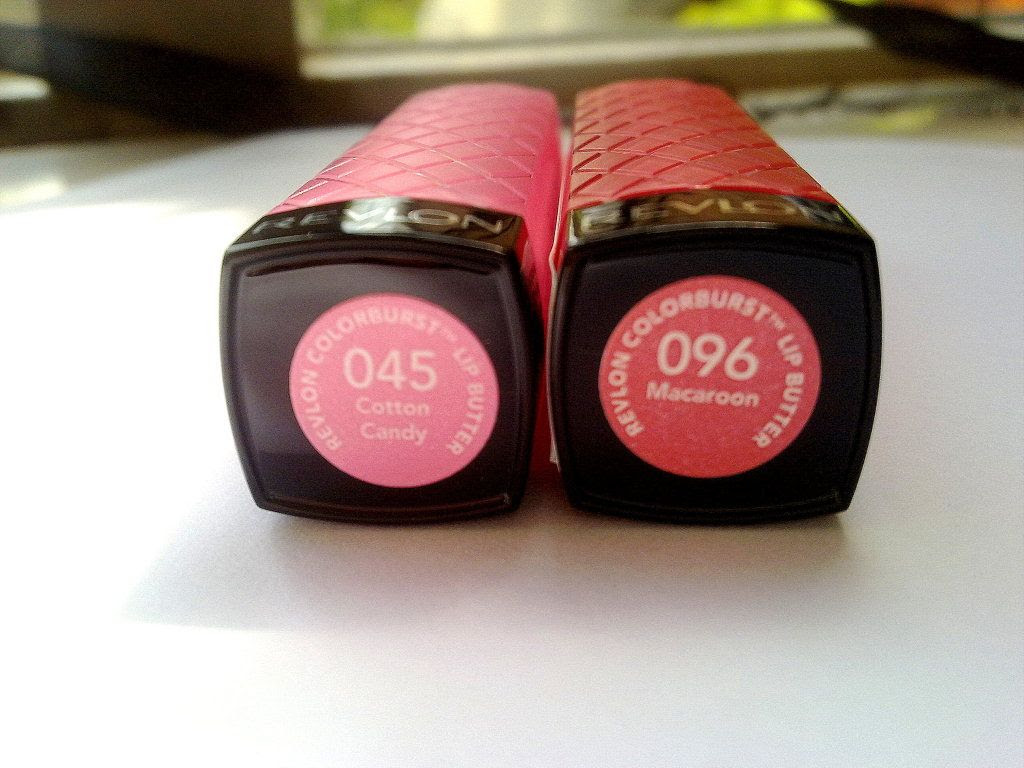 REVLON
REVLON COLORBURST™ LIP BUTTER
045
Cotton
Candy
REVLON
REVLON COLORBURST™ LIP BUTTER
096
Macaroon